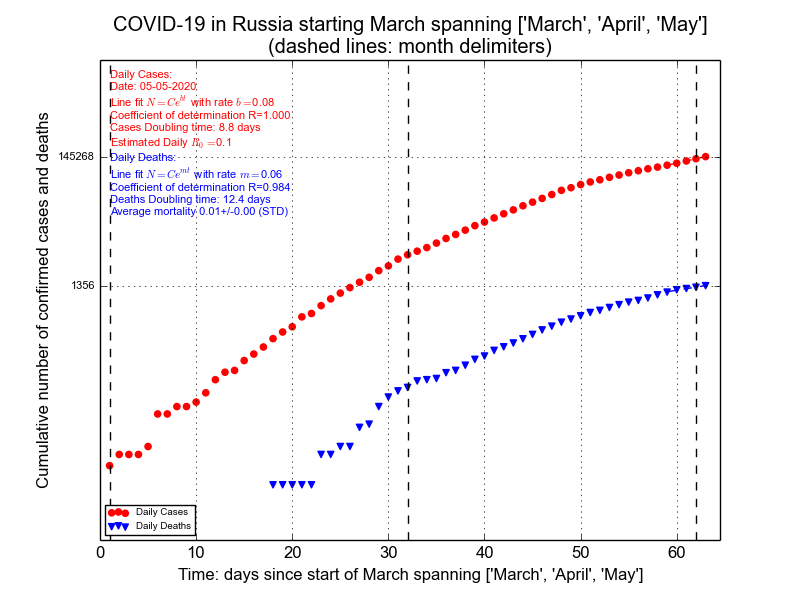 COVID-19 in Russia starting March spanning ['March', 'April', 'May']
(dashed lines: month delimiters)
Daily Cases:
Date: 05-05-2020
Line fit N = Ce^{bt} with rate b =0.08
Coefficient of determination R=1.000
Cases Doubling time: 8.8 days
Estimated Daily R_0 =0.1
Daily Deaths:
Line fit N = Ce^{mt} with rate m =0.06
Coefficient of determination R=0.984
Deaths Doubling time: 12.4 days
Average mortality 0.01+/-0.00 (STD)
Cumulative number of confirmed cases and deaths
145268
1356
Daily Cases
Daily Deaths
0 10 20 30 40 50 60
Time: days since start of March spanning ['March', 'April', 'May']